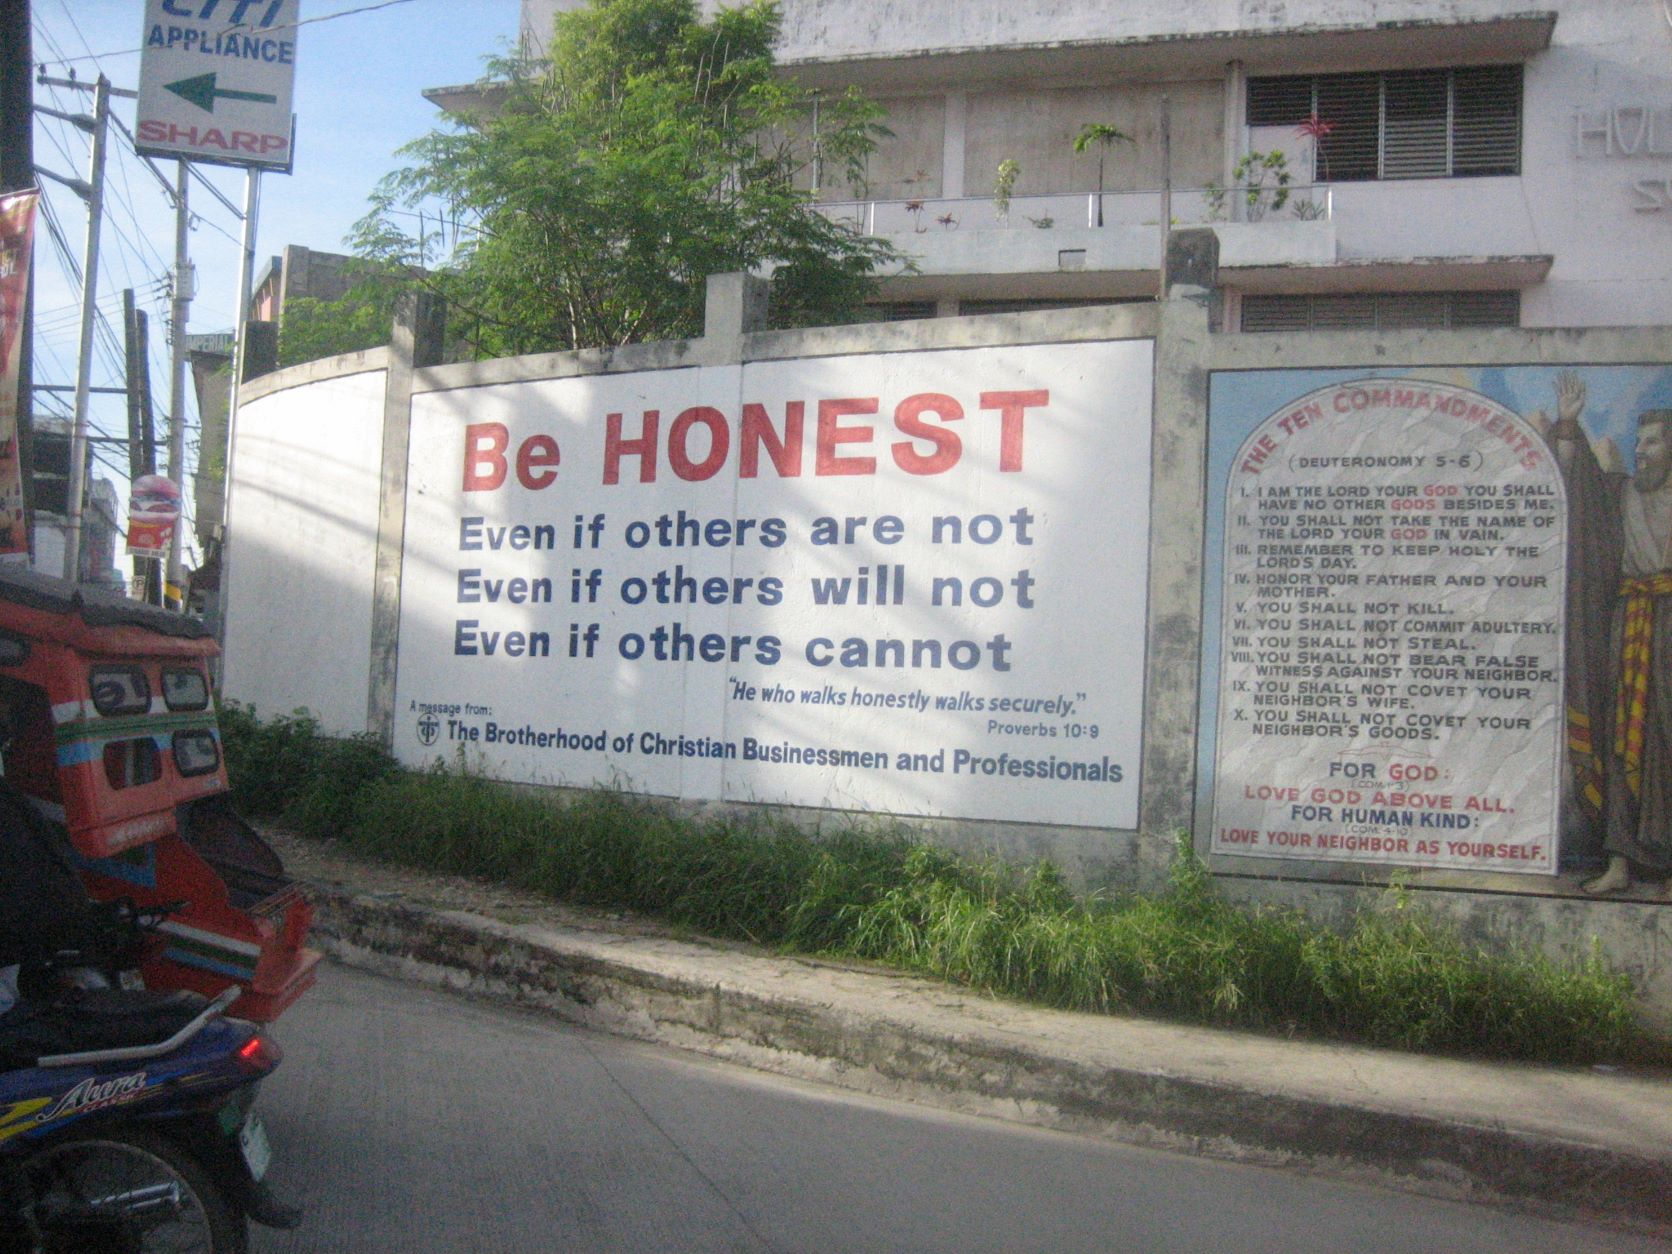 CITI
APPLIANCE
SHARP
IMPERIAL
Be HONEST
Even if others are not
Even if others will not
Even if others cannot
"He who walks honestly walks securely."
Proverbs 10:9
A message from:
The Brotherhood of Christian Businessmen and Professionals
THE TEN COMMANDMENTS
(DEUTERONOMY 5-6)
I. I AM THE LORD YOUR GOD YOU SHALL
HAVE NO OTHER GODS BESIDES ME.
II. YOU SHALL NOT TAKE THE NAME OF
THE LORD YOUR GOD IN VAIN.
III. REMEMBER TO KEEP HOLY THE
LORD'S DAY.
IV. HONOR YOUR FATHER AND YOUR
MOTHER.
V. YOU SHALL NOT KILL.
VI. YOU SHALL NOT COMMIT ADULTERY.
VII. YOU SHALL NOT STEAL.
VIII. YOU SHALL NOT BEAR FALSE
WITNESS AGAINST YOUR NEIGHBOR.
IX. YOU SHALL NOT COVET YOUR
NEIGHBOR'S WIFE.
X. YOU SHALL NOT COVET YOUR
NEIGHBOR'S GOODS.
FOR GOD:
(COM. 1-3)
LOVE GOD ABOVE ALL.
FOR HUMAN KIND:
(COM. 4-10)
LOVE YOUR NEIGHBOR AS YOURSELF.
Aura